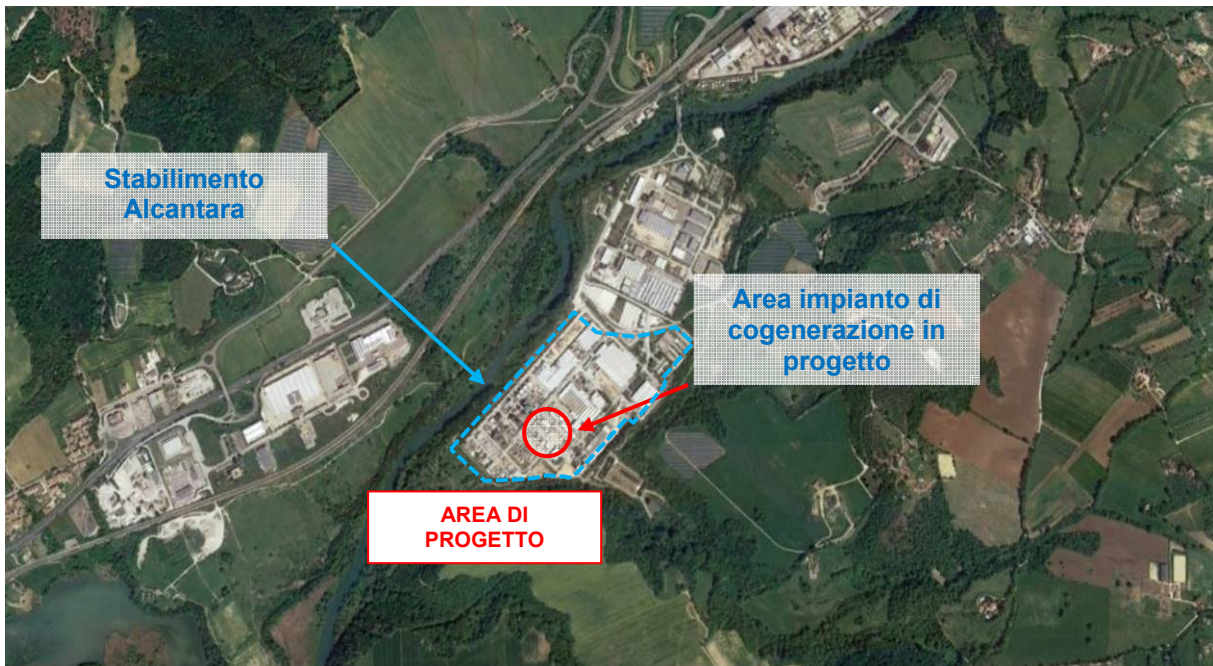 Stabilimento
Alcantara
Area impianto di
cogenerazione in
progetto
AREA DI
PROGETTO